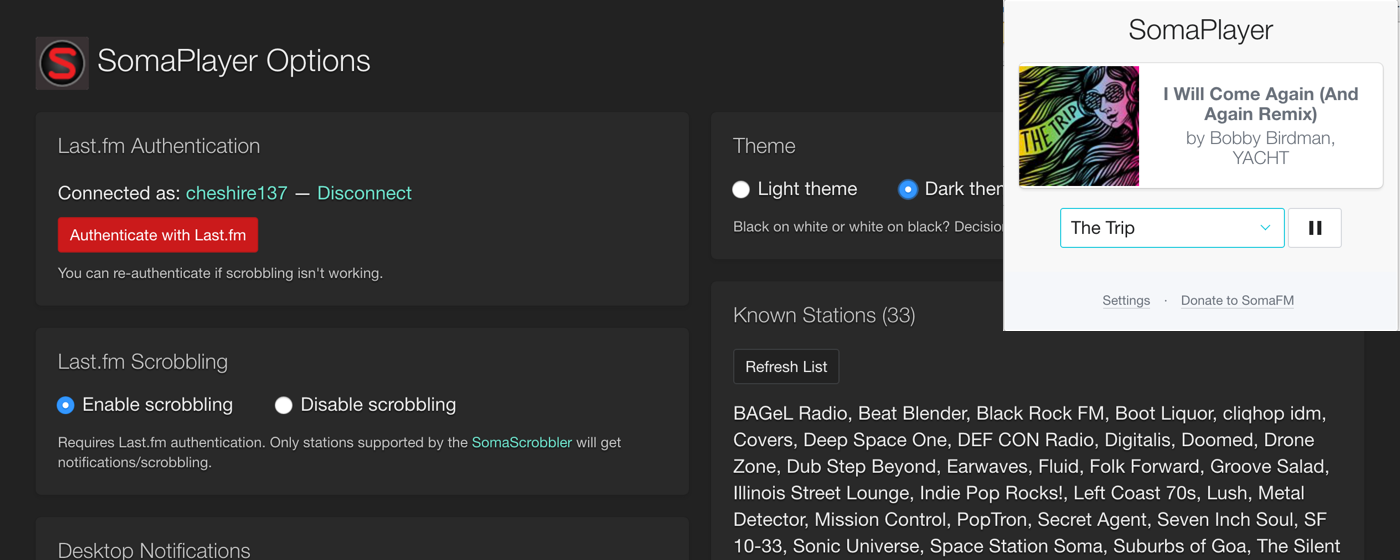 SomaPlayer Options
Last.fm Authentication
Connected as: cheshire137 — Disconnect
Authenticate with Last.fm
You can re-authenticate if scrobbling isn't working.
Last.fm Scrobbling
Enable scrobbling
Disable scrobbling
Requires Last.fm authentication. Only stations supported by the SomaScrobbler will get
notifications/scrobbling.
Desktop Notifications
Theme
Light theme
Dark
Black on white or white on black?
Known Stations (33)
Refresh List
BAGeL Radio, Beat Blender, Black Rock FM, Boot Liquor, cliqhop idm,
Covers, Deep Space One, DEF CON Radio, Digitalis, Doomed, Drone
Zone, Dub Step Beyond, Earwaves, Fluid, Folk Forward, Groove Salad,
Illinois Street Lounge, Indie Pop Rocks!, Left Coast 70s, Lush, Metal
Detector, Mission Control, PopTron, Secret Agent, Seven Inch Soul, SF
10-33, Sonic Universe, Space Station Soma, Suburbs of Goa, The Silent
SomaPlayer
THE TRIP
I Will Come Again (And
Again Remix)
by Bobby Birdman,
YACHT
The Trip
Settings · Donate to SomaFM